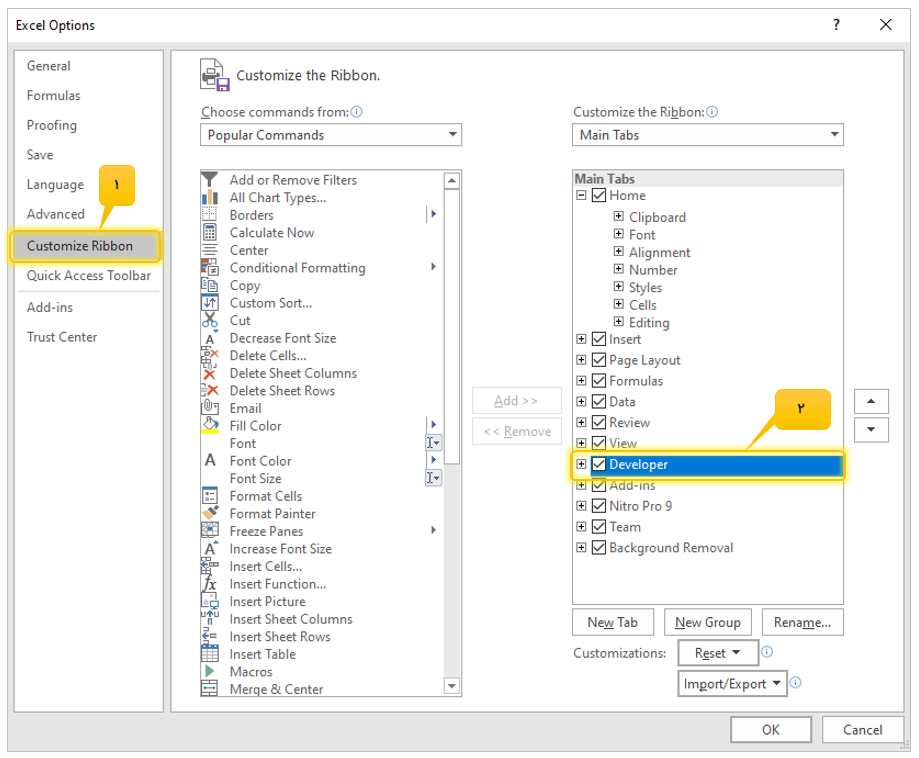 Excel Options
?
General
Formulas
Proofing
Save
Language
Advanced
Customize Ribbon
Quick Access Toolbar
Add-ins
Trust Center
۱
Customize the Ribbon.
Choose commands from:
Popular Commands
Add or Remove Filters
All Chart Types...
Borders
Calculate Now
Center
Conditional Formatting
Copy
Custom Sort...
Cut
Decrease Font Size
Delete Cells...
Delete Sheet Columns
Delete Sheet Rows
Email
Fill Color
Font
Font Color
Font Size
Format Cells
Format Painter
Freeze Panes
Increase Font Size
Insert Cells...
Insert Function...
Insert Picture
Insert Sheet Columns
Insert Sheet Rows
Insert Table
Macros
Merge & Center
Add >>
<< Remove
Customize the Ribbon:
Main Tabs
Main Tabs
Home
Clipboard
Font
Alignment
Number
Styles
Cells
Editing
Insert
Page Layout
Formulas
Data
Review
View
Developer
Add-ins
Nitro Pro 9
Team
Background Removal
۲
New Tab
New Group
Rename...
Customizations:
Reset
Import/Export
OK
Cancel